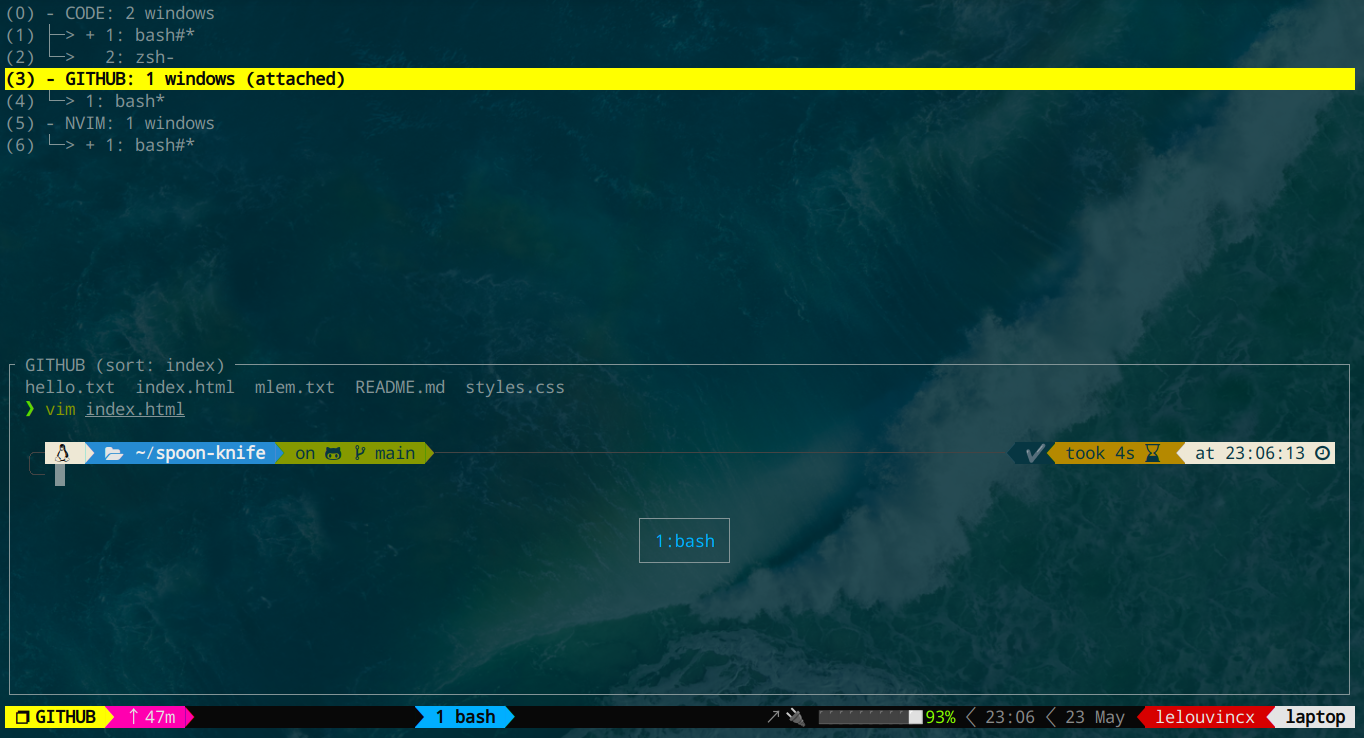 (0) - CODE: 2 windows
(1) ├─> + 1: bash#*
(2) └─>   2: zsh-
(3) - GITHUB: 1 windows (attached)
(4) └─> 1: bash*
(5) - NVIM: 1 windows
(6) └─> + 1: bash#*
GITHUB (sort: index)
hello.txt  index.html  mlem.txt  README.md  styles.css
❯ vim index.html
~/spoon-knife on main ✔ took 4s at 23:06:13
1:bash
GITHUB ↑ 47m 1 bash ↗ 93% 23:06 23 May lelouvincx laptop